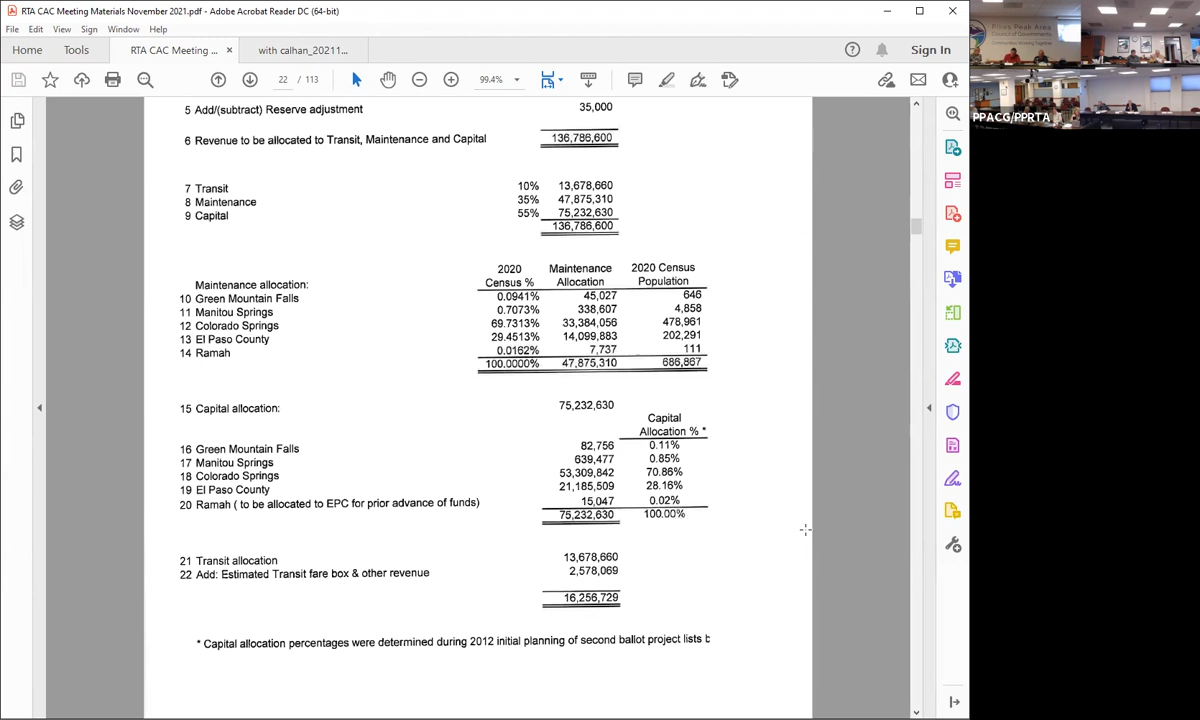 RTA CAC Meeting Materials November 2021.pdf - Adobe Acrobat Reader DC (64-bit)
File Edit View Sign Window Help
Home Tools RTA CAC Meeting ... × with calhan_20211... Sign In
22 / 113 99.4%
5 Add/(subtract) Reserve adjustment 35,000
6 Revenue to be allocated to Transit, Maintenance and Capital 136,786,600
7 Transit 10% 13,678,660
8 Maintenance 35% 47,875,310
9 Capital 55% 75,232,630
136,786,600
2020 Maintenance 2020 Census
Maintenance allocation: Census % Allocation Population
10 Green Mountain Falls 0.0941% 45,027 646
11 Manitou Springs 0.7073% 338,607 4,858
12 Colorado Springs 69.7313% 33,384,056 478,961
13 El Paso County 29.4513% 14,099,883 202,291
14 Ramah 0.0162% 7,737 111
100.0000% 47,875,310 686,867
15 Capital allocation: 75,232,630
Capital
Allocation % *
16 Green Mountain Falls 82,756 0.11%
17 Manitou Springs 639,477 0.85%
18 Colorado Springs 53,309,842 70.86%
19 El Paso County 21,185,509 28.16%
20 Ramah ( to be allocated to EPC for prior advance of funds) 15,047 0.02%
75,232,630 100.00%
21 Transit allocation 13,678,660
22 Add: Estimated Transit fare box & other revenue 2,578,069
16,256,729
* Capital allocation percentages were determined during 2012 initial planning of second ballot project lists b
Pikes Peak Area
Council of Governments
Communities Working Together
PPACG/PPRTA